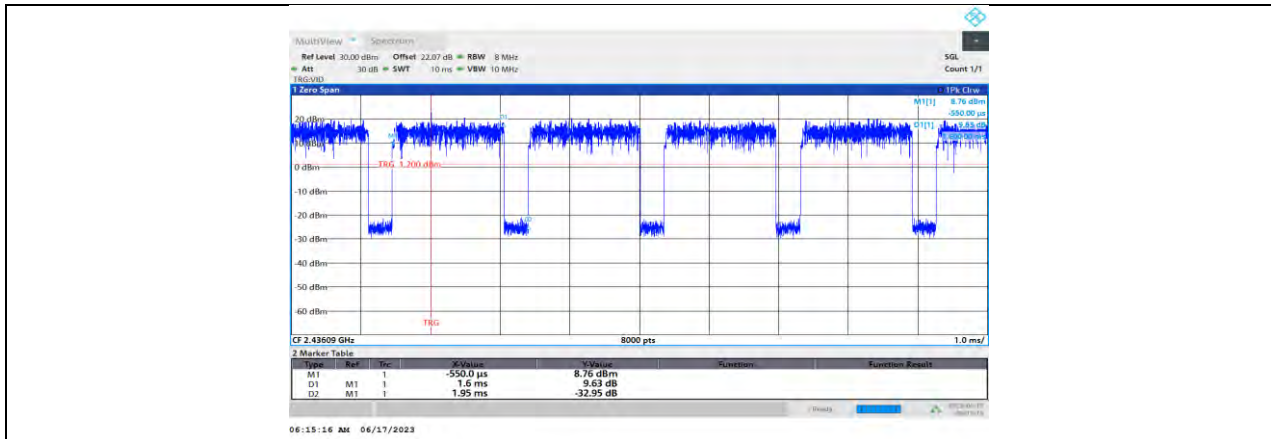 MultiView Spectrum
Ref Level 30.00 dBm Offset 22.07 dB RBW 8 MHz SGL
Att 30 dB SWT 10 ms VBW 10 MHz Count 1/1
TRG:VID
1 Zero Span 1Pk Clrw
M1[1] 8.76 dBm
-550.00 µs
20 dBm D1[1] 9.63 dB
10 dBm
M1
D1
0 dBm TRG 1.200 dBm
-10 dBm
-20 dBm
-30 dBm
-40 dBm
-50 dBm
-60 dBm
TRG
CF 2.43609 GHz 8000 pts 1.0 ms/
2 Marker Table
Type Ref Trc X-Value Y-Value Function Function Result
M1 1 -550.0 µs 8.76 dBm
D1 M1 1 1.6 ms 9.63 dB
D2 M1 1 1.95 ms -32.95 dB
Ready
06:15:16 AM 06/17/2023